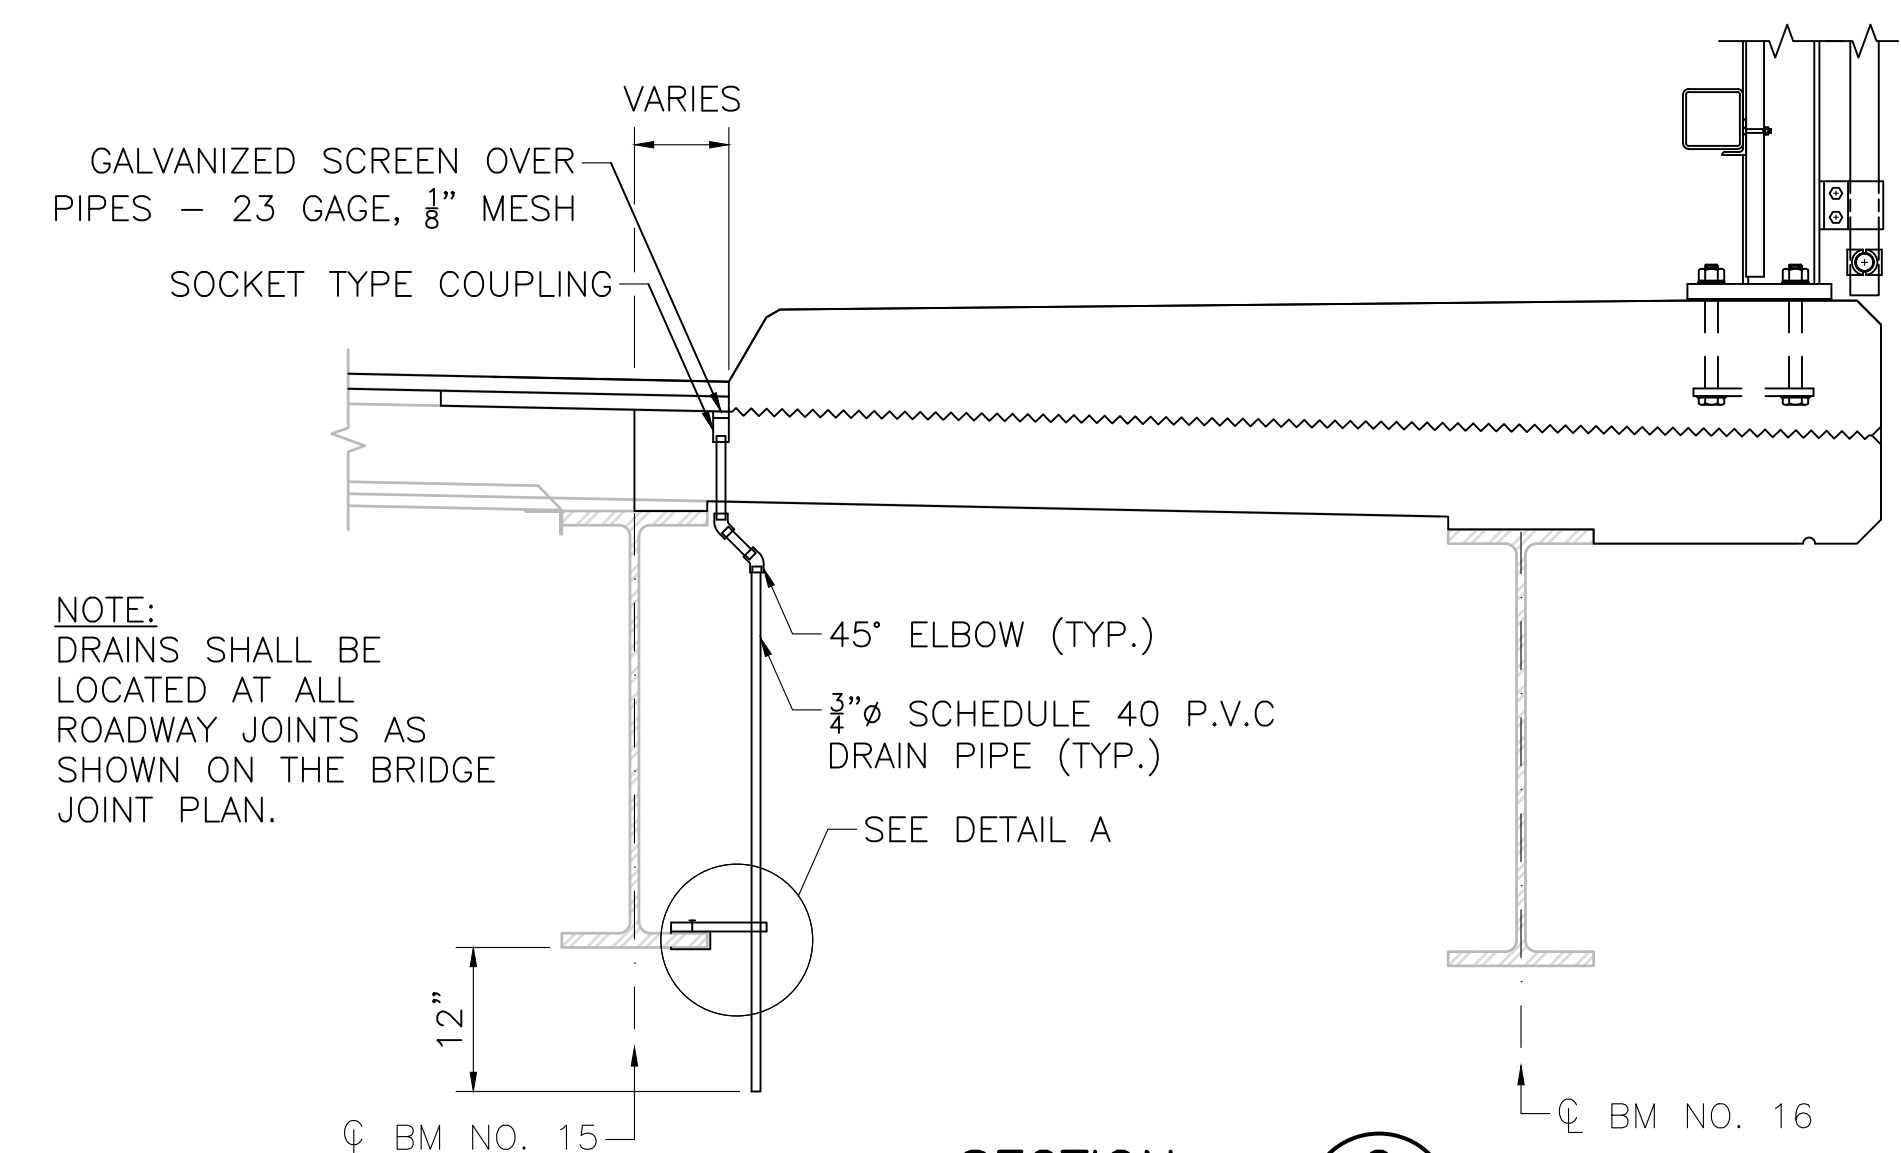 VARIES
GALVANIZED SCREEN OVER
PIPES – 23 GAGE, 1/8" MESH
SOCKET TYPE COUPLING
NOTE:
DRAINS SHALL BE
LOCATED AT ALL
ROADWAY JOINTS AS
SHOWN ON THE BRIDGE
JOINT PLAN.
45° ELBOW (TYP.)
3/4"ø SCHEDULE 40 P.V.C
DRAIN PIPE (TYP.)
SEE DETAIL A
12"
℄ BM NO. 15
℄ BM NO. 16
SECTION